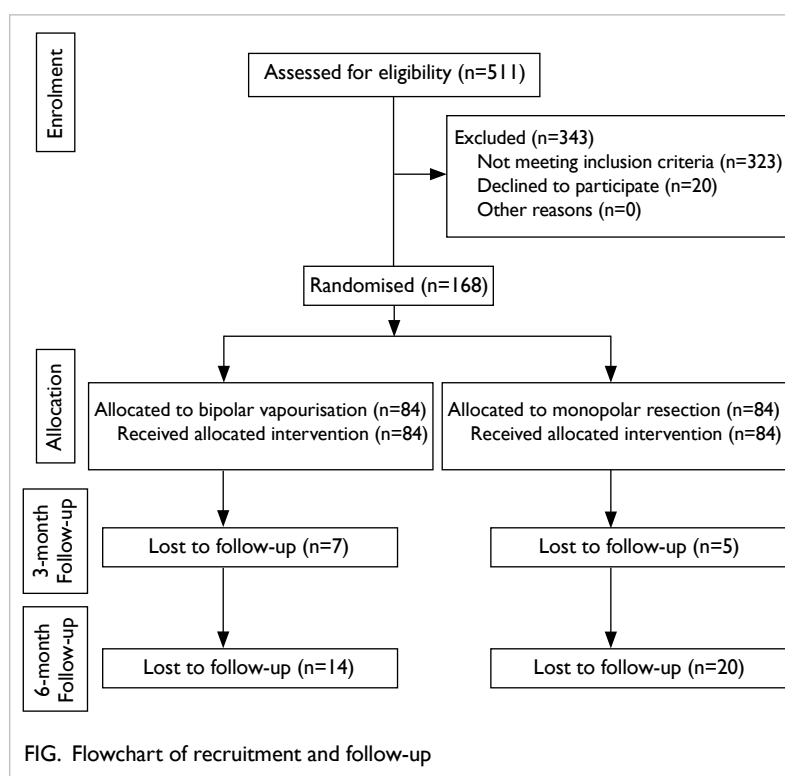 Enrolment
Assessed for eligibility (n=511)
Excluded (n=343)
Not meeting inclusion criteria (n=323)
Declined to participate (n=20)
Other reasons (n=0)
Randomised (n=168)
Allocation
Allocated to bipolar vapourisation (n=84)
Received allocated intervention (n=84)
Allocated to monopolar resection (n=84)
Received allocated intervention (n=84)
3-month
Follow-up
Lost to follow-up (n=7)
Lost to follow-up (n=5)
6-month
Follow-up
Lost to follow-up (n=14)
Lost to follow-up (n=20)
FIG. Flowchart of recruitment and follow-up